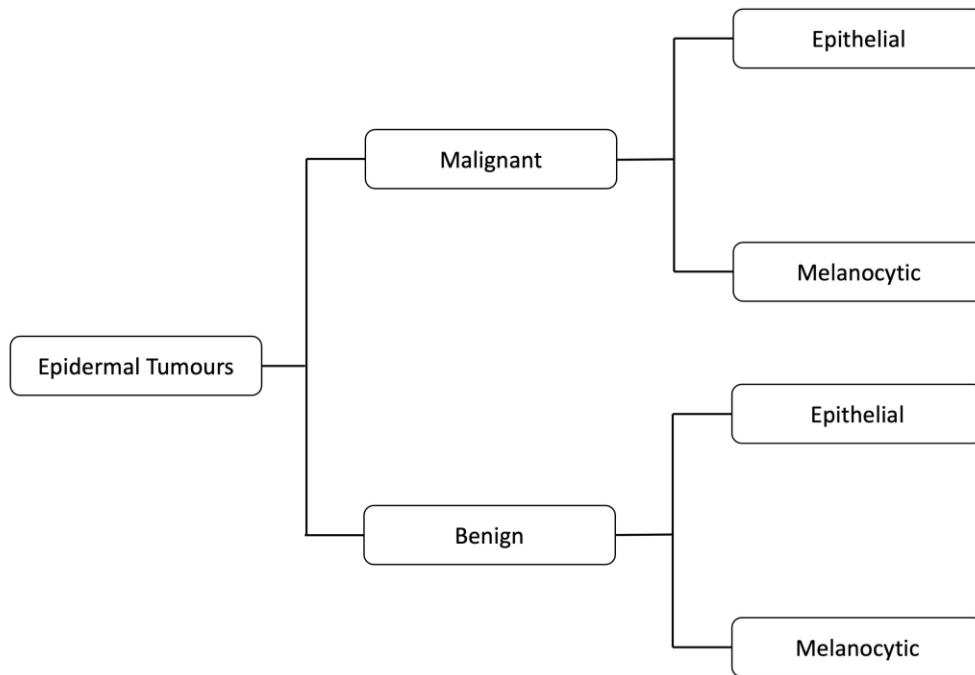 Epithelial
Malignant
Melanocytic
Epidermal Tumours
Epithelial
Benign
Melanocytic